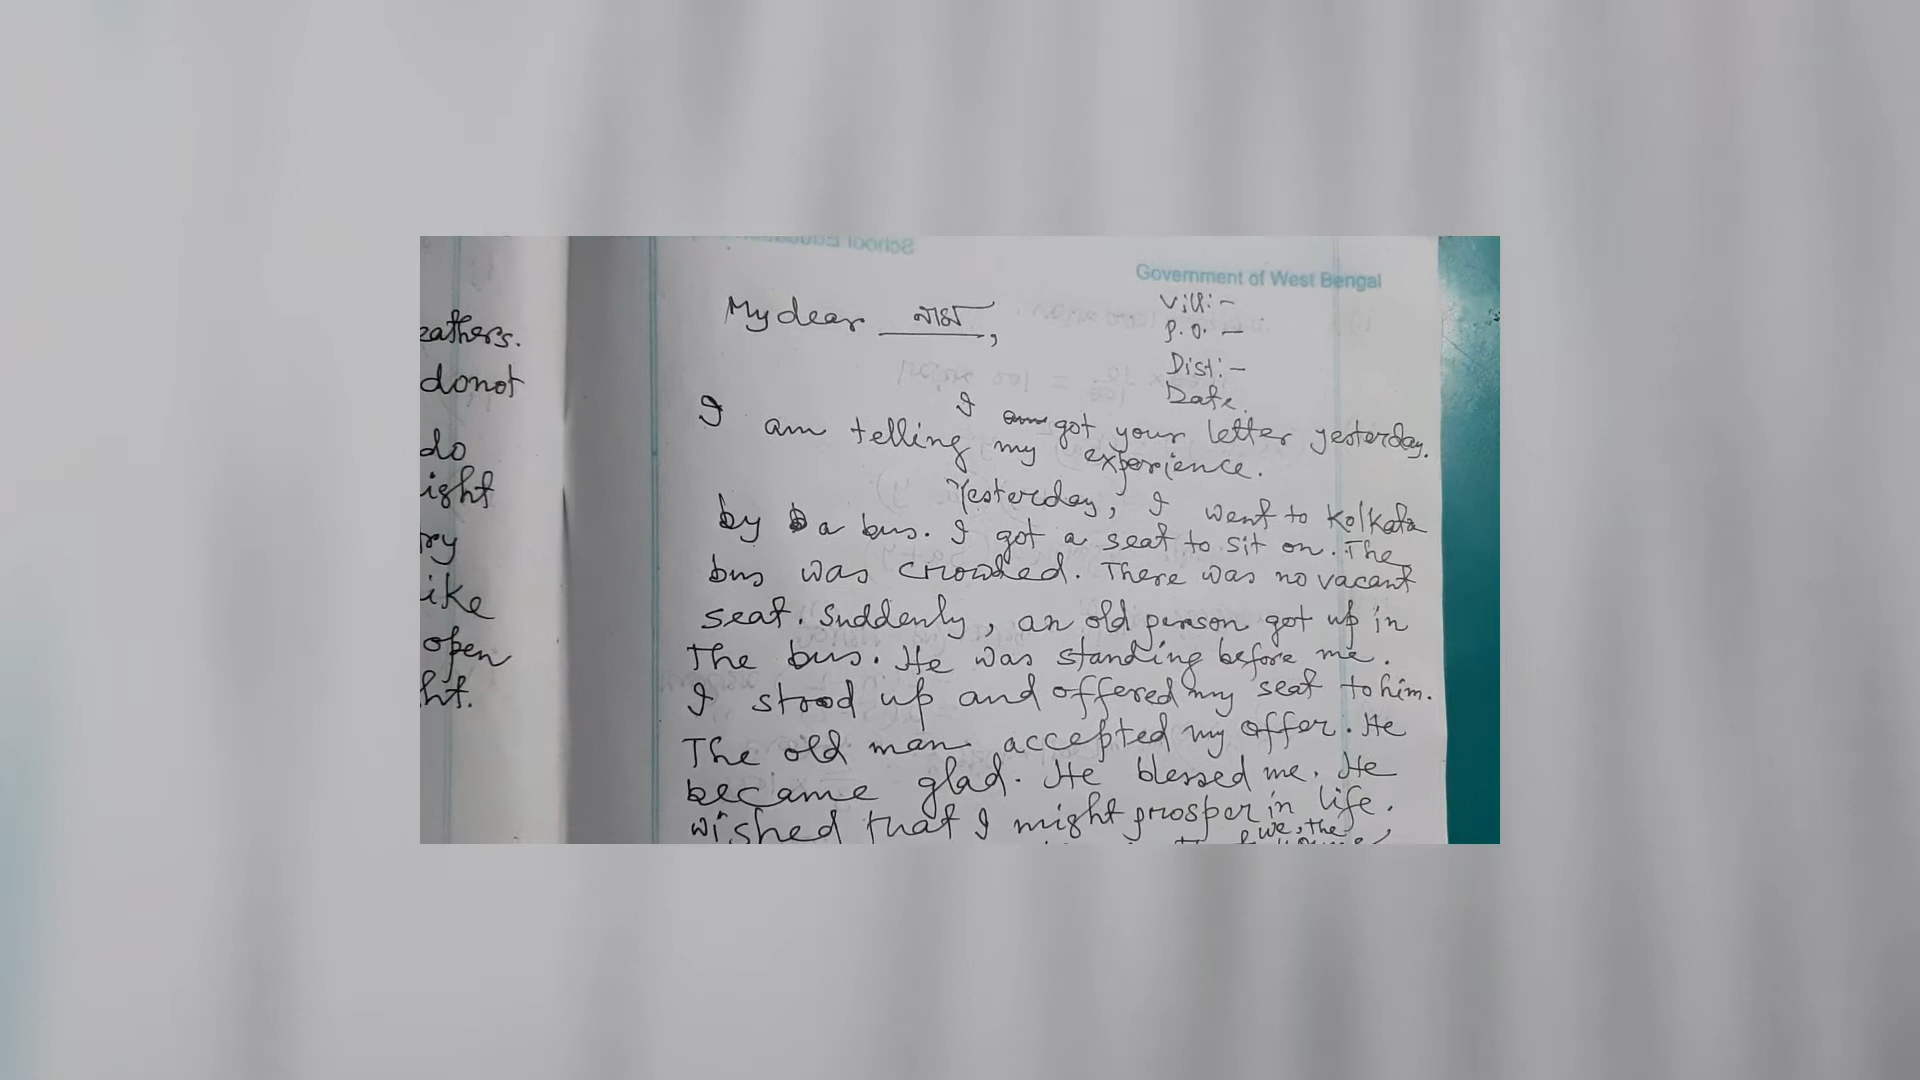 Government of West Bengal
My dear নাম,
Vill:-
P.O. -
Dist:-
Date.
I got your letter yesterday.
I am telling my experience.
Yesterday, I went to Kolkata
by a bus. I got a seat to sit on. The
bus was crowded. There was no vacant
seat. Suddenly, an old person got up in
The bus. He was standing before me.
I stood up and offered my seat to him.
The old man accepted my offer. He
became glad. He blessed me. He
wished that I might prosper in life.
we, the
eathers.
donot
do
ight
ry
ike
open
ht.